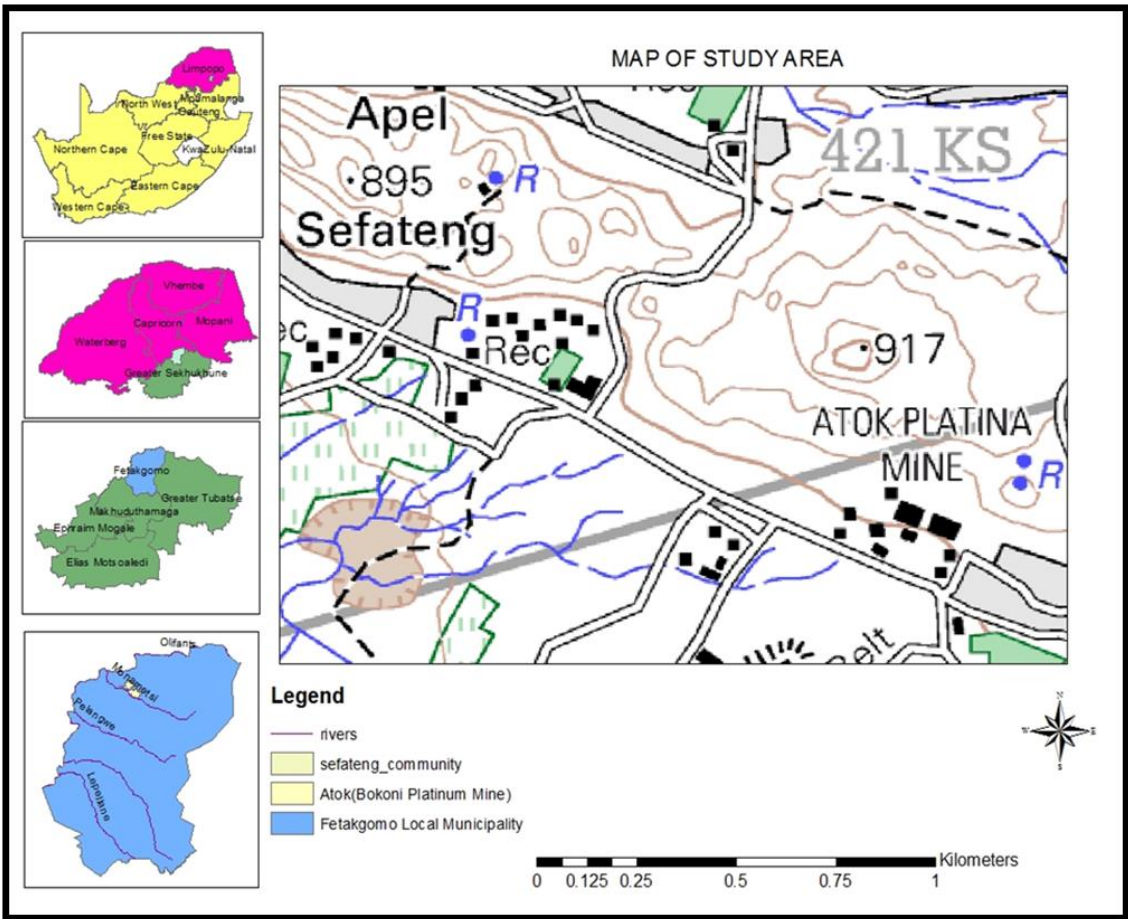 MAP OF STUDY AREA
Limpopo
North West
Mpumalanga
Gauteng
Free State
Northern Cape
KwaZulu-Natal
Eastern Cape
Western Cape
Vhembe
Capricorn
Mopani
Waterberg
Greater Sekhukhune
Fetakgomo
Greater Tubatse
Makhuduthamaga
Ephraim Mogale
Elias Motsoaledi
Olifants
Monametsi
Pelangwe
Apel
421 KS
895
R
Sefateng
R
Rec
917
ATOK PLATINA
MINE
R
Belt
Legend
rivers
sefateng_community
Atok(Bokoni Platinum Mine)
Fetakgomo Local Municipality
N
W
E
S
Kilometers
0 0.125 0.25 0.5 0.75 1